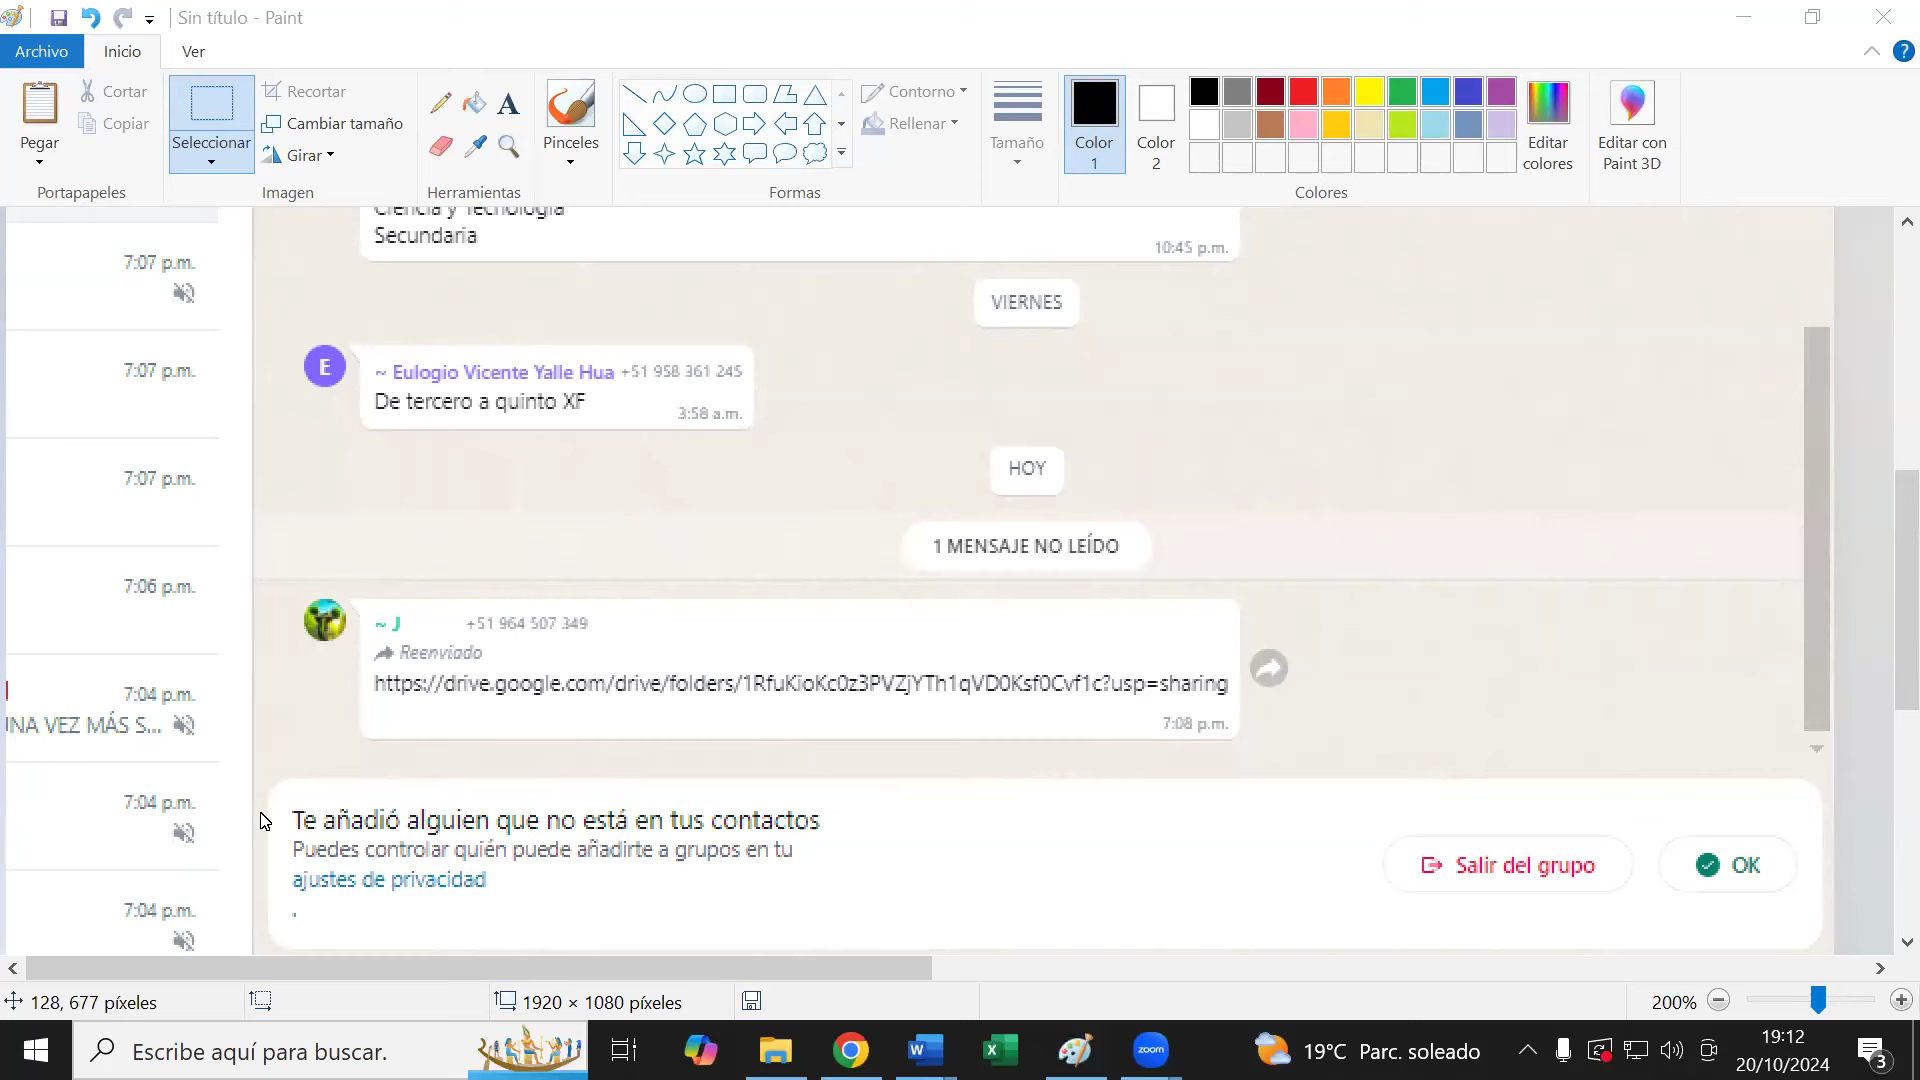 Sin título - Paint
Archivo Inicio Ver
Pegar
Cortar
Copiar
Portapapeles
Seleccionar
Recortar
Cambiar tamaño
Girar
Imagen
A
Herramientas
Pinceles
Contorno
Rellenar
Formas
Tamaño
Color 1
Color 2
Editar colores
Editar con Paint 3D
Colores
Ciencia y Tecnología
Secundaria
10:45 p.m.
7:07 p.m.
VIERNES
E
~ Eulogio Vicente Yalle Hua +51 958 361 245
De tercero a quinto XF
3:58 a.m.
7:07 p.m.
HOY
7:07 p.m.
1 MENSAJE NO LEÍDO
7:06 p.m.
~ J +51 964 507 349
Reenviado
https://drive.google.com/drive/folders/1RfuKioKc0z3PVZjYTh1qVD0Ksf0Cvf1c?usp=sharing
7:08 p.m.
7:04 p.m.
UNA VEZ MÁS S...
7:04 p.m.
Te añadió alguien que no está en tus contactos
Puedes controlar quién puede añadirte a grupos en tu
ajustes de privacidad
.
Salir del grupo
OK
7:04 p.m.
128, 677 píxeles
1920 × 1080 píxeles
200%
Escribe aquí para buscar.
W
X
zoom
19°C Parc. soleado
19:12
20/10/2024
3